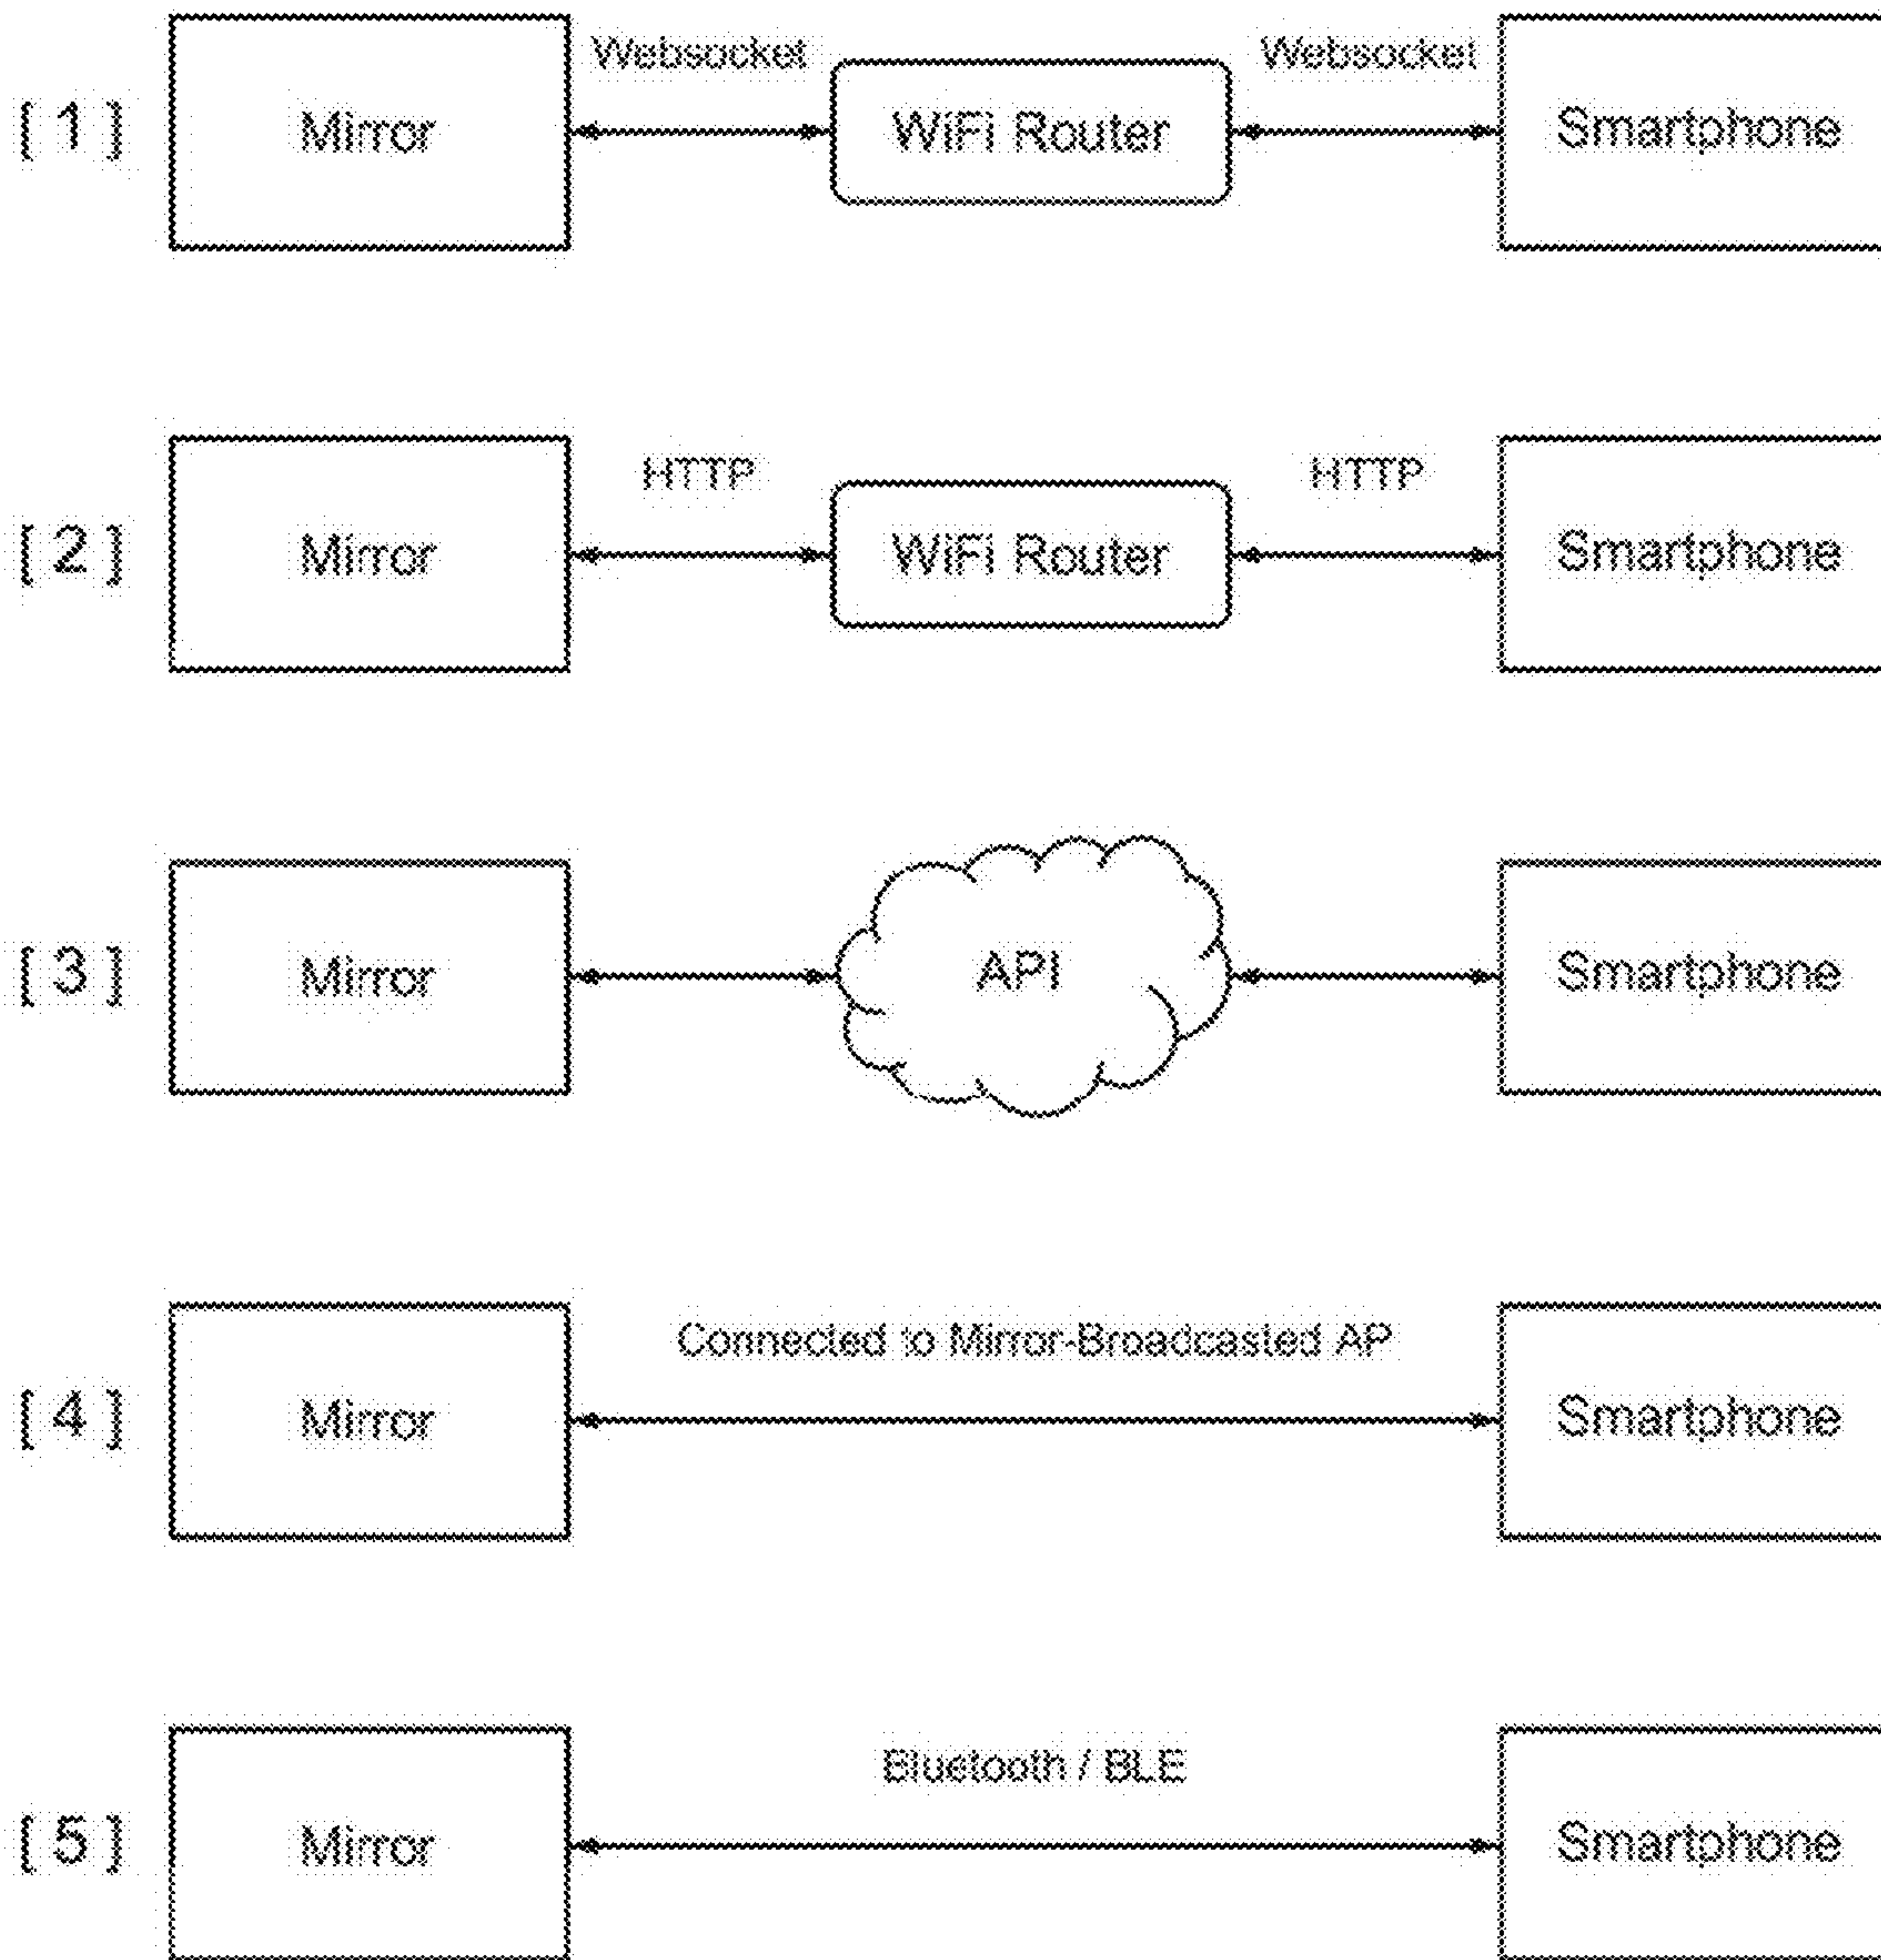 Websocket Websocket
[ 1 ] Mirror WiFi Router Smartphone
HTTP HTTP
[ 2 ] Mirror WiFi Router Smartphone
[ 3 ] Mirror API Smartphone
Connected to Mirror-Broadcasted AP
[ 4 ] Mirror Smartphone
Bluetooth / BLE
[ 5 ] Mirror Smartphone